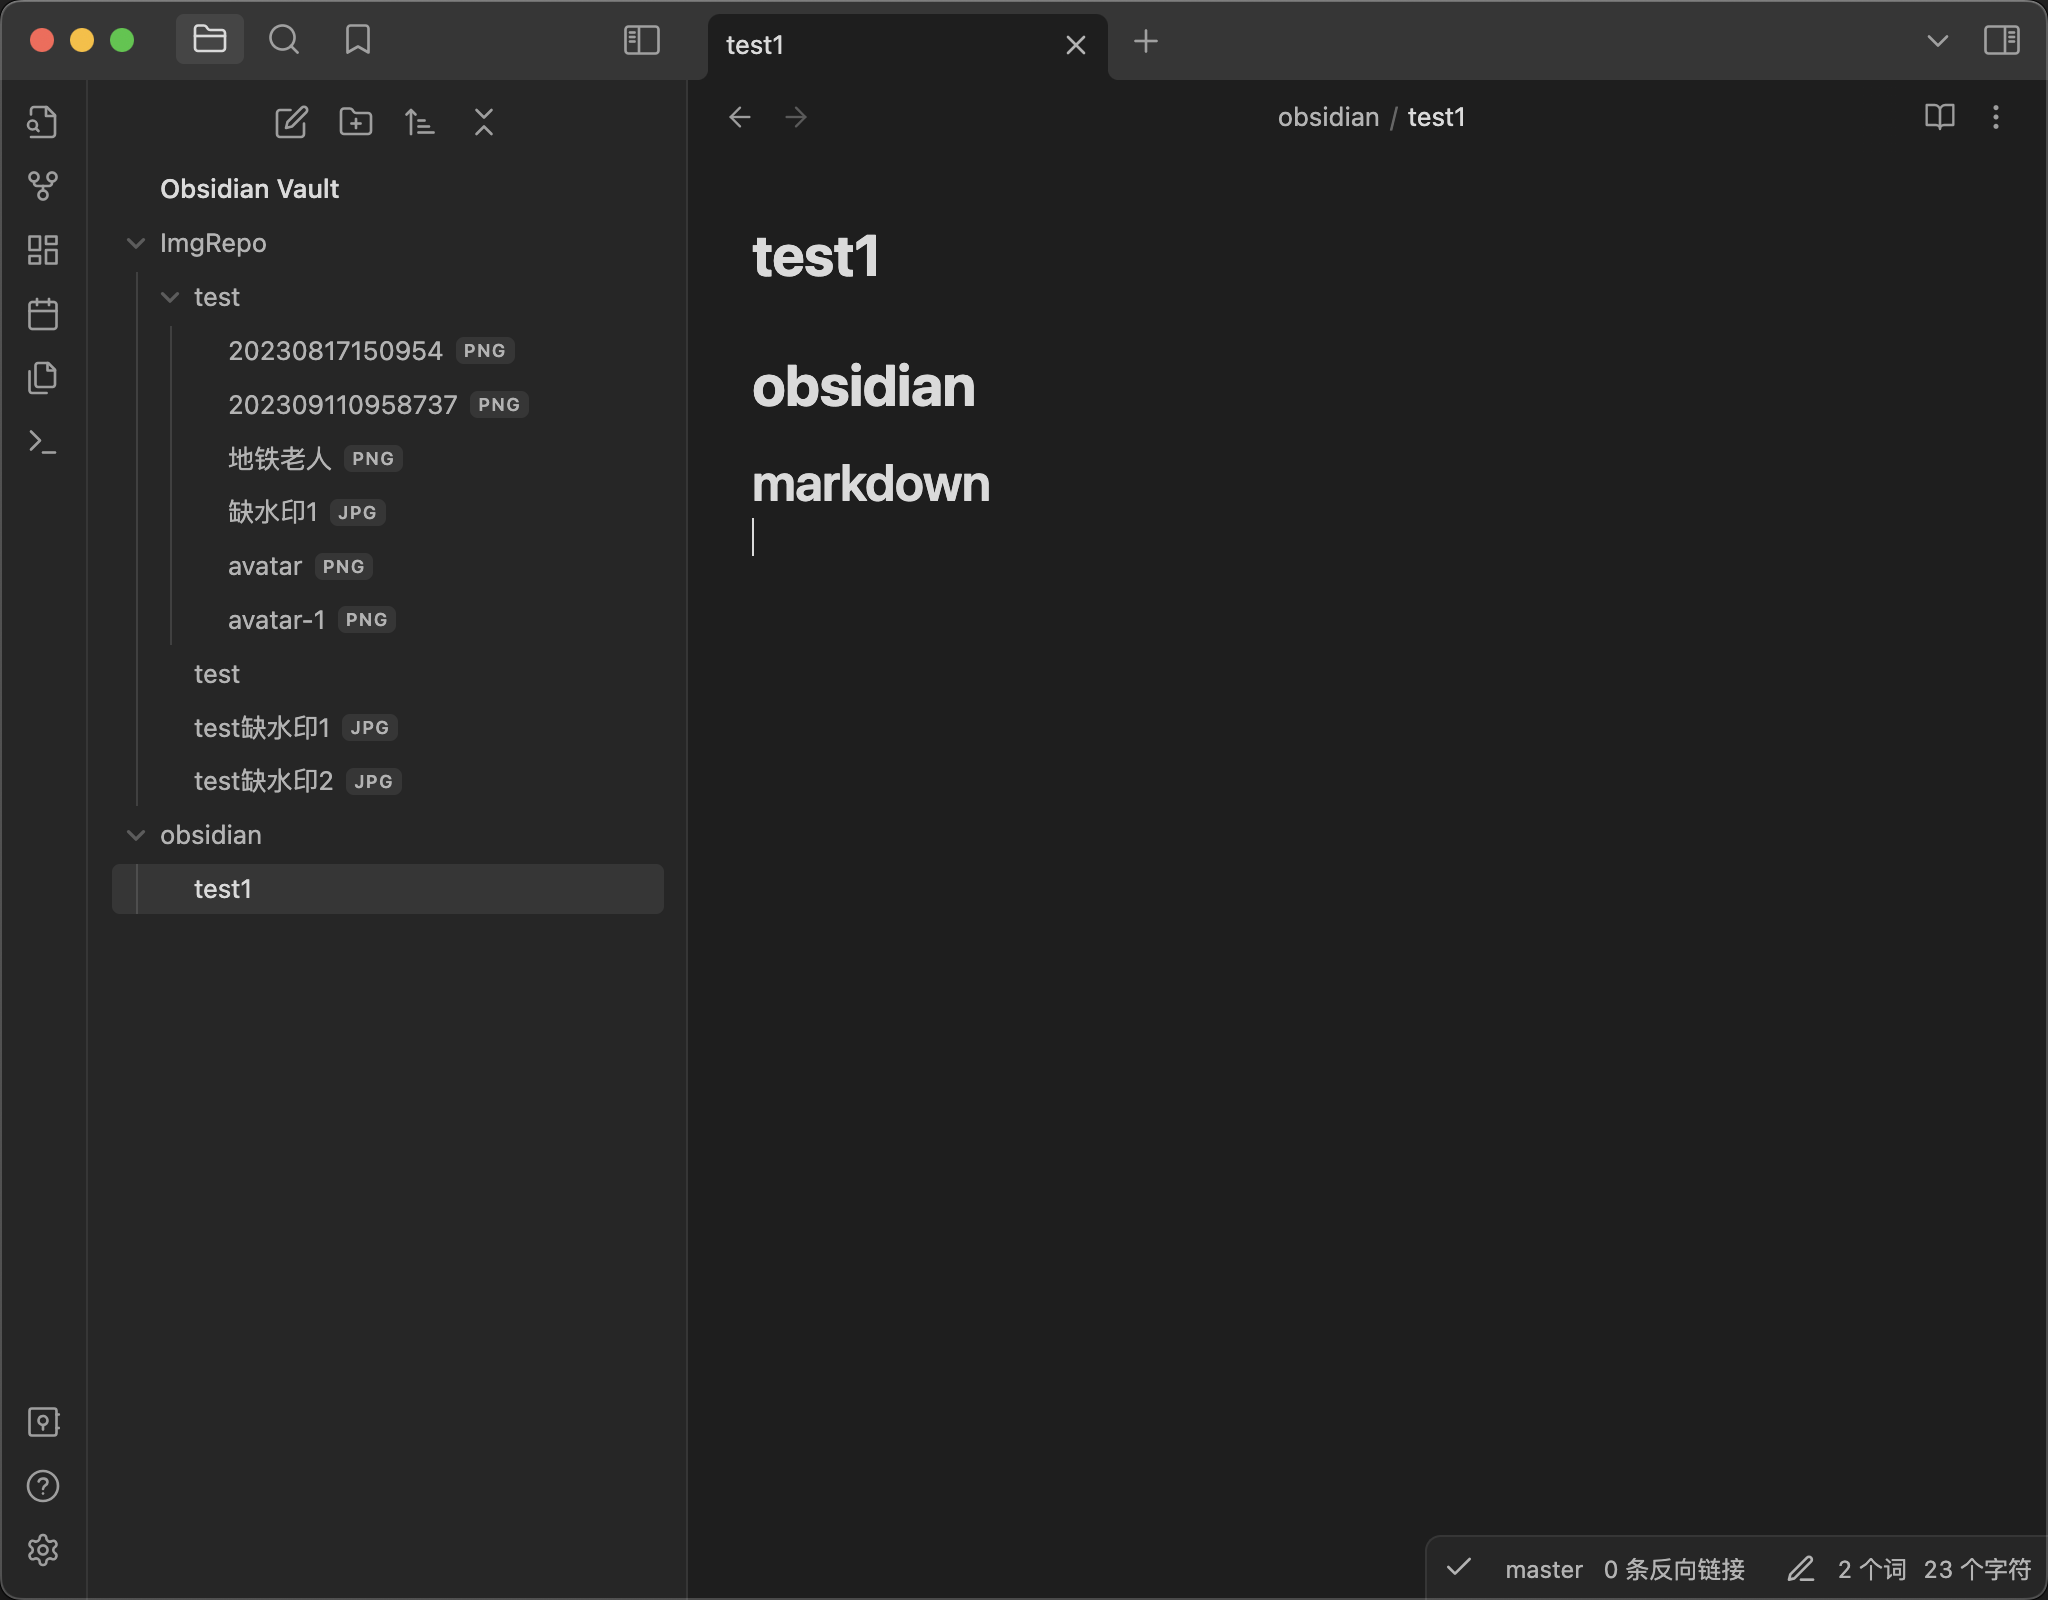 test1
obsidian / test1
Obsidian Vault
ImgRepo
test
20230817150954 PNG
202309110958737 PNG
地铁老人 PNG
缺水印1 JPG
avatar PNG
avatar-1 PNG
test
test缺水印1 JPG
test缺水印2 JPG
obsidian
test1
test1
obsidian
markdown
master 0 条反向链接 2 个词 23 个字符